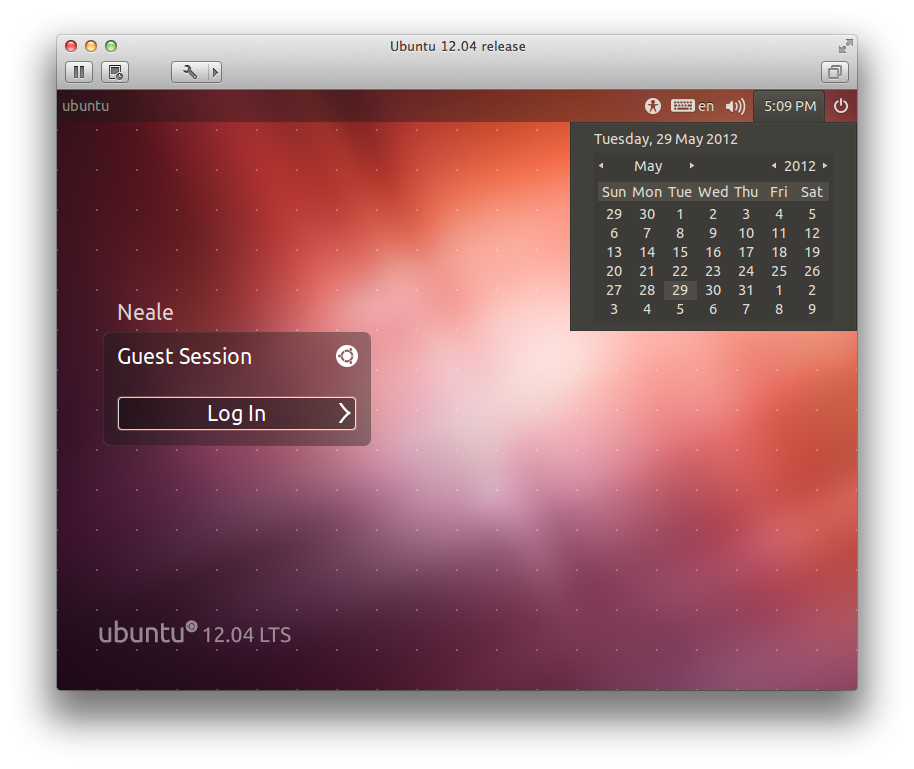 Ubuntu 12.04 release
ubuntu
en
5:09 PM
Tuesday, 29 May 2012
May 2012
Sun Mon Tue Wed Thu Fri Sat
29 30 1 2 3 4 5
6 7 8 9 10 11 12
13 14 15 16 17 18 19
20 21 22 23 24 25 26
27 28 29 30 31 1 2
3 4 5 6 7 8 9
Neale
Guest Session
Log In
ubuntu 12.04 LTS